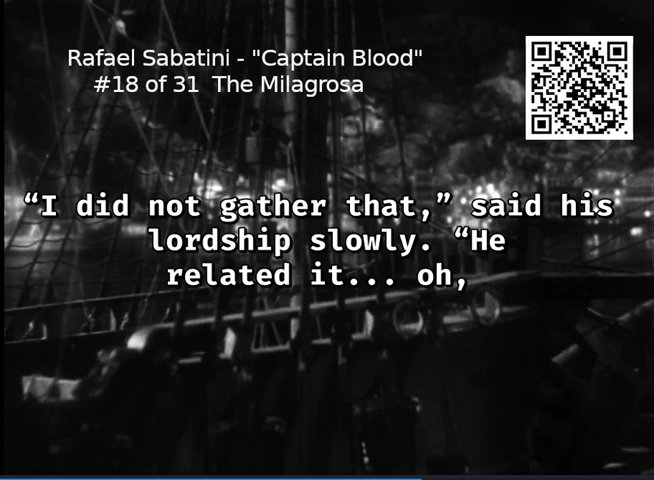 Rafael Sabatini - "Captain Blood"
#18 of 31  The Milagrosa
“I did not gather that,” said his
lordship slowly. “He
related it... oh,